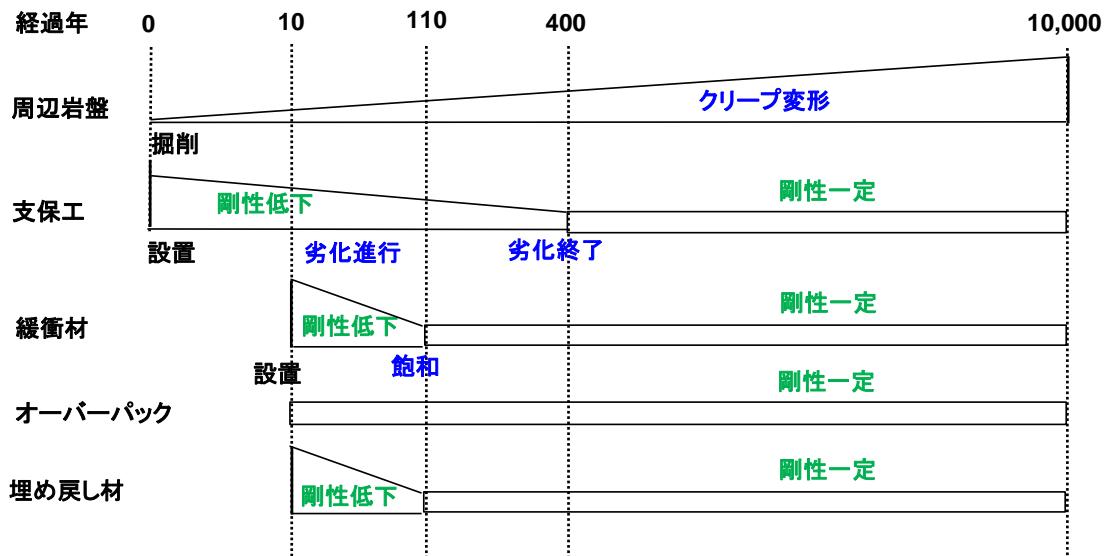 経過年 0 10 110 400 10,000
周辺岩盤
クリープ変形
掘削
支保工
剛性低下
剛性一定
設置
劣化進行
劣化終了
緩衝材
剛性低下
剛性一定
設置
飽和
オーバーパック
剛性一定
埋め戻し材
剛性低下
剛性一定